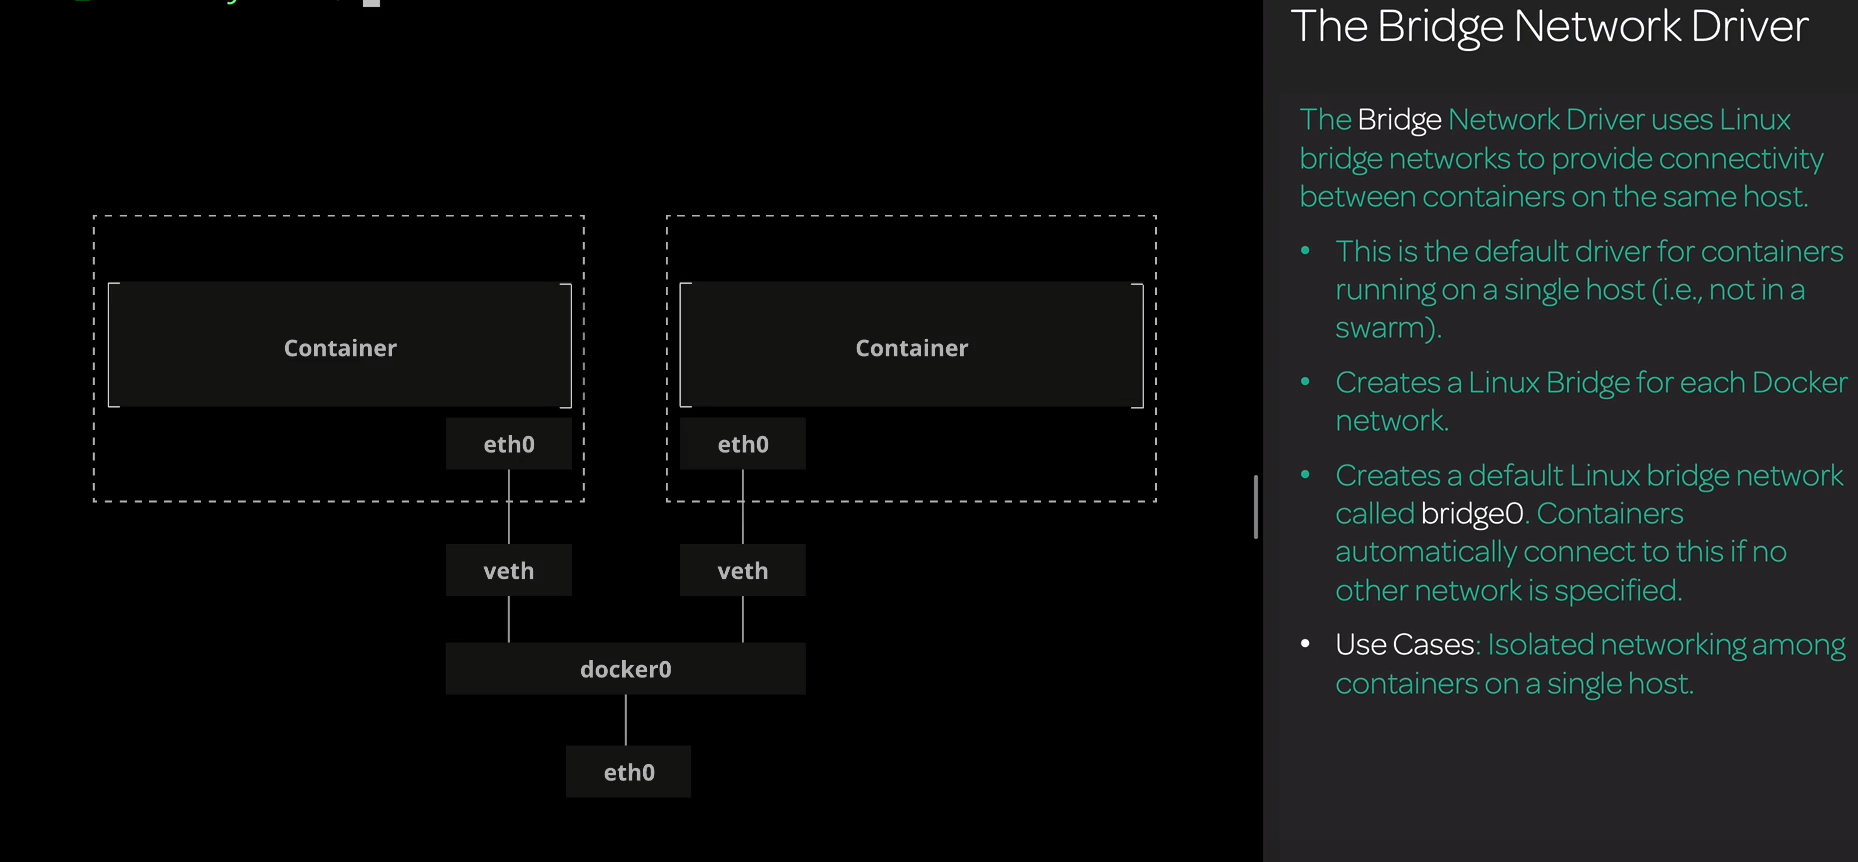 The Bridge Network Driver
The Bridge Network Driver uses Linux
bridge networks to provide connectivity
between containers on the same host.
• This is the default driver for containers
running on a single host (i.e., not in a
swarm).
• Creates a Linux Bridge for each Docker
network.
• Creates a default Linux bridge network
called bridge0. Containers
automatically connect to this if no
other network is specified.
• Use Cases: Isolated networking among
containers on a single host.
Container
Container
eth0
eth0
veth
veth
docker0
eth0